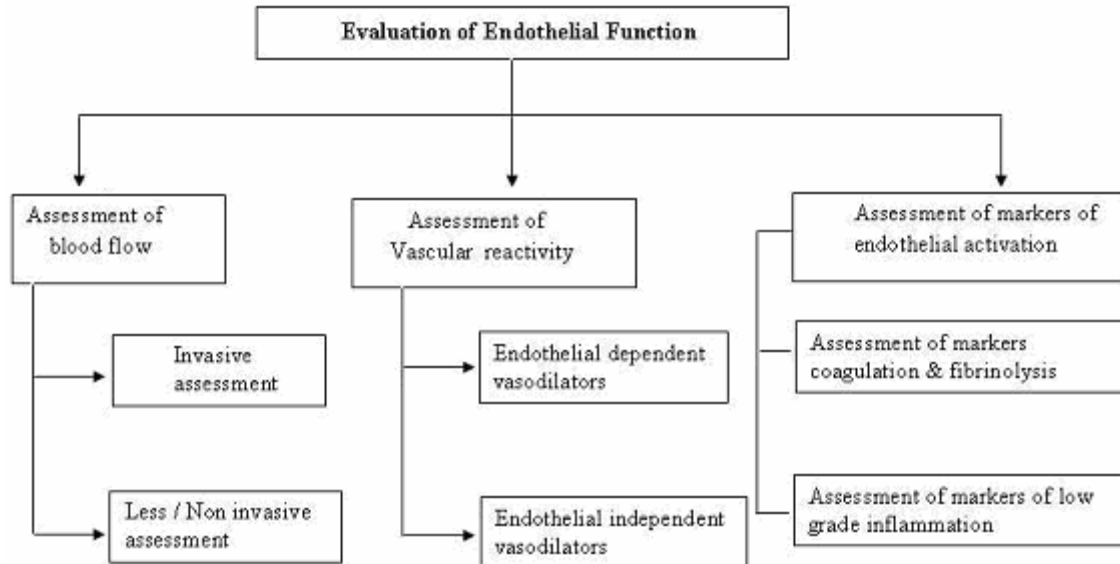 Evaluation of Endothelial Function
Assessment of
blood flow
Invasive
assessment
Less / Non invasive
assessment
Assessment of
Vascular reactivity
Endothelial dependent
vasodilators
Endothelial independent
vasodilators
Assessment of markers of
endothelial activation
Assessment of markers
coagulation & fibrinolysis
Assessment of markers of low
grade inflammation